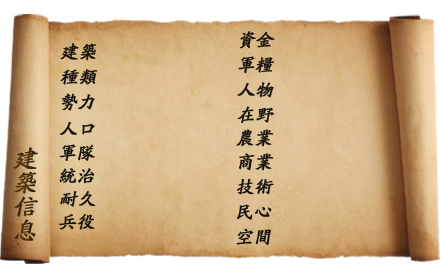 建築信息
建築
種類
勢力
人口
軍隊
統治
耐久
兵役
資金
軍糧
人物
在野
農業
商業
技術
民心
空間